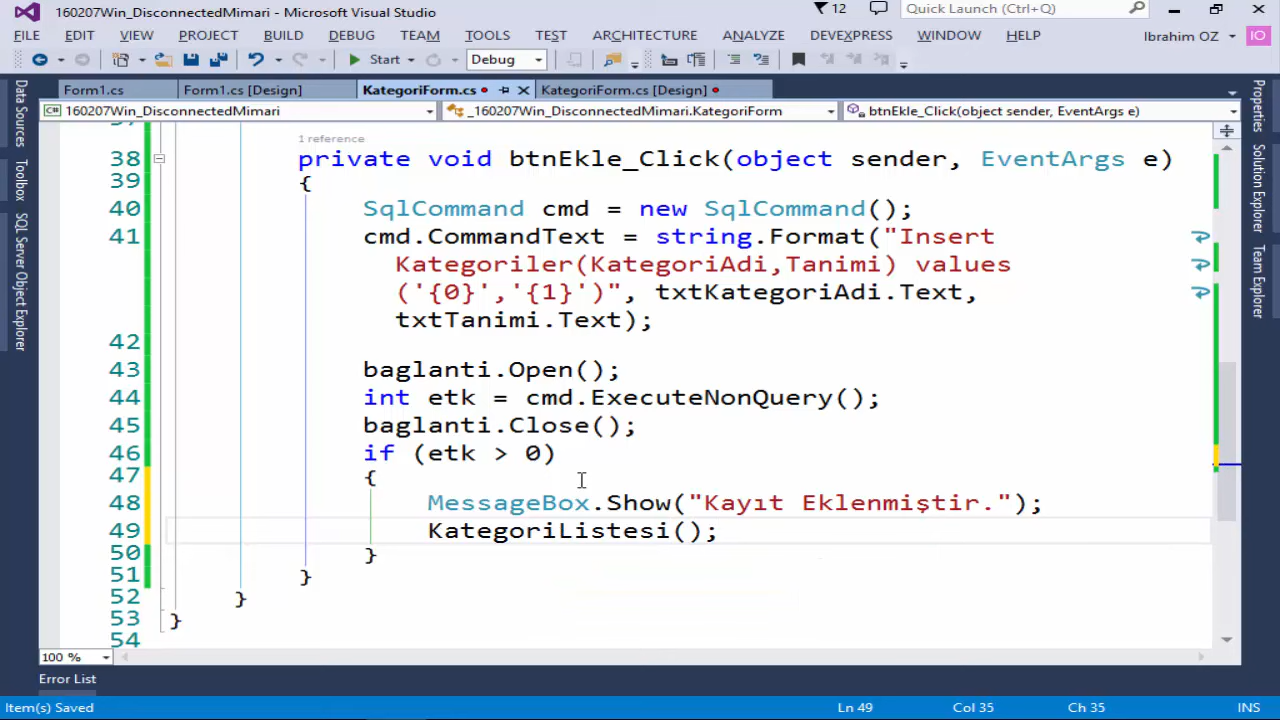 160207Win_DisconnectedMimari - Microsoft Visual Studio
12
Quick Launch (Ctrl+Q)
FILE EDIT VIEW PROJECT BUILD DEBUG TEAM TOOLS TEST ARCHITECTURE ANALYZE DEVEXPRESS WINDOW HELP
Ibrahim OZ IO
Start Debug
Form1.cs Form1.cs [Design] KategoriForm.cs KategoriForm.cs [Design]
160207Win_DisconnectedMimari _160207Win_DisconnectedMimari.KategoriForm btnEkle_Click(object sender, EventArgs e)
Data Sources
Toolbox
SQL Server Object Explorer
Properties
Solution Explorer
Team Explorer
37
1 reference
38 private void btnEkle_Click(object sender, EventArgs e)
39 {
40 SqlCommand cmd = new SqlCommand();
41 cmd.CommandText = string.Format("Insert
Kategoriler(KategoriAdi,Tanimi) values
('{0}','{1}')", txtKategoriAdi.Text,
txtTanimi.Text);
42
43 baglanti.Open();
44 int etk = cmd.ExecuteNonQuery();
45 baglanti.Close();
46 if (etk > 0)
47 {
48 MessageBox.Show("Kayıt Eklenmiştir.");
49 KategoriListesi();
50 }
51 }
52 }
53 }
54
100 %
Error List
Item(s) Saved Ln 49 Col 35 Ch 35 INS